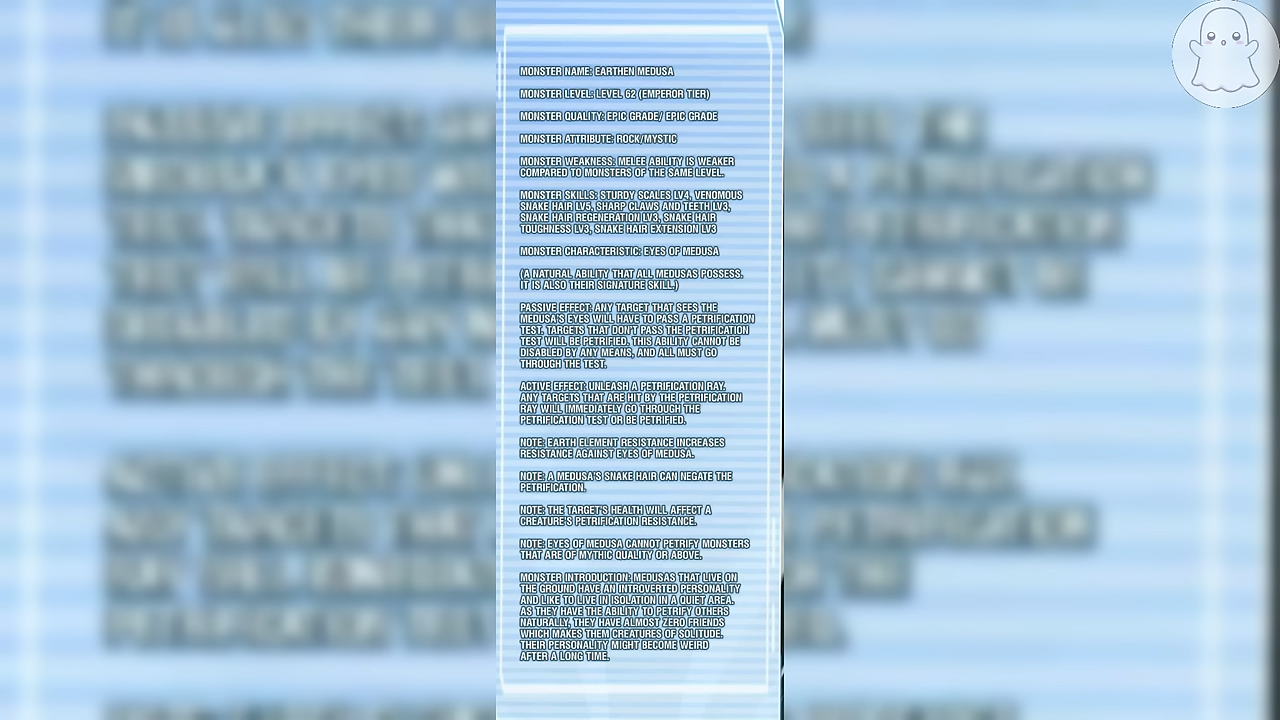 MONSTER NAME: EARTHEN MEDUSA
MONSTER LEVEL: LEVEL 62 (EMPEROR TIER)
MONSTER QUALITY: EPIC GRADE/ EPIC GRADE
MONSTER ATTRIBUTE: ROCK/MYSTIC
MONSTER WEAKNESS: MELEE ABILITY IS WEAKER
COMPARED TO MONSTERS OF THE SAME LEVEL.
MONSTER SKILLS: STURDY SCALES LV4, VENOMOUS
SNAKE HAIR LV5, SHARP CLAWS AND TEETH LV3,
SNAKE HAIR REGENERATION LV3, SNAKE HAIR
TOUGHNESS LV3, SNAKE HAIR EXTENSION LV3
MONSTER CHARACTERISTIC: EYES OF MEDUSA
(A NATURAL ABILITY THAT ALL MEDUSAS POSSESS.
IT IS ALSO THEIR SIGNATURE SKILL.)
PASSIVE EFFECT: ANY TARGET THAT SEES THE
MEDUSA'S EYES WILL HAVE TO PASS A PETRIFICATION
TEST. TARGETS THAT DON'T PASS THE PETRIFICATION
TEST WILL BE PETRIFIED. THIS ABILITY CANNOT BE
DISABLED BY ANY MEANS, AND ALL MUST GO
THROUGH THE TEST.
ACTIVE EFFECT: UNLEASH A PETRIFICATION RAY.
ANY TARGETS THAT ARE HIT BY THE PETRIFICATION
RAY WILL IMMEDIATELY GO THROUGH THE
PETRIFICATION TEST OR BE PETRIFIED.
NOTE: EARTH ELEMENT RESISTANCE INCREASES
RESISTANCE AGAINST EYES OF MEDUSA.
NOTE: A MEDUSA'S SNAKE HAIR CAN NEGATE THE
PETRIFICATION.
NOTE: THE TARGET'S HEALTH WILL AFFECT A
CREATURE'S PETRIFICATION RESISTANCE.
NOTE: EYES OF MEDUSA CANNOT PETRIFY MONSTERS
THAT ARE OF MYTHIC QUALITY OR ABOVE.
MONSTER INTRODUCTION: MEDUSAS THAT LIVE ON
THE GROUND HAVE AN INTROVERTED PERSONALITY
AND LIKE TO LIVE IN ISOLATION IN A QUIET AREA.
AS THEY HAVE THE ABILITY TO PETRIFY OTHERS
NATURALLY, THEY HAVE ALMOST ZERO FRIENDS
WHICH MAKES THEM CREATURES OF SOLITUDE.
THEIR PERSONALITY MIGHT BECOME WEIRD
AFTER A LONG TIME.